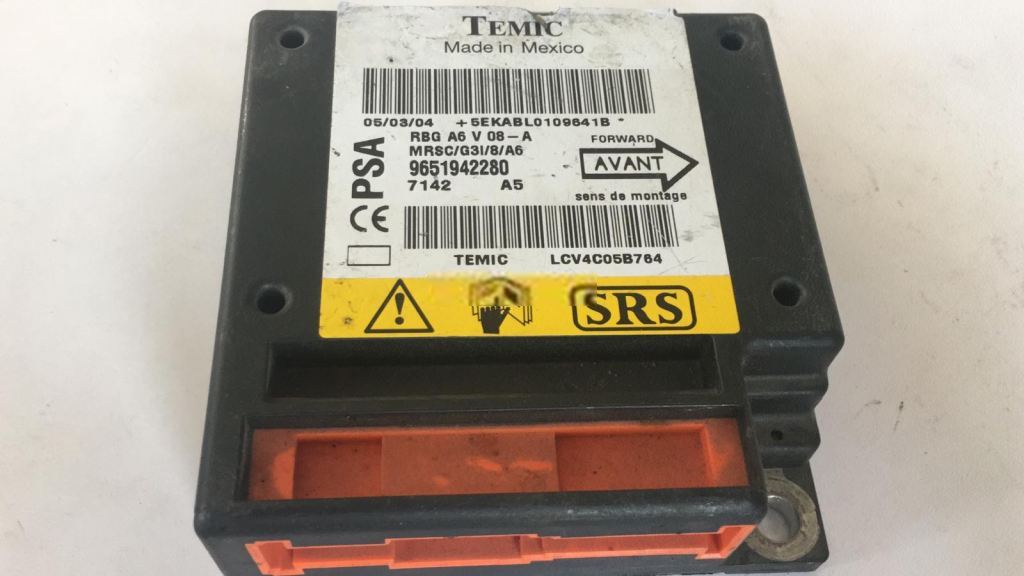 TEMIC
Made in Mexico
05/03/04 +5EKABL0109641B *
RBG A6 V 08-A
MRSC/G3I/8/A6
9651942280
7142 A5
PSA
CE
FORWARD
AVANT
sens de montage
TEMIC LCV4C05B764
SRS